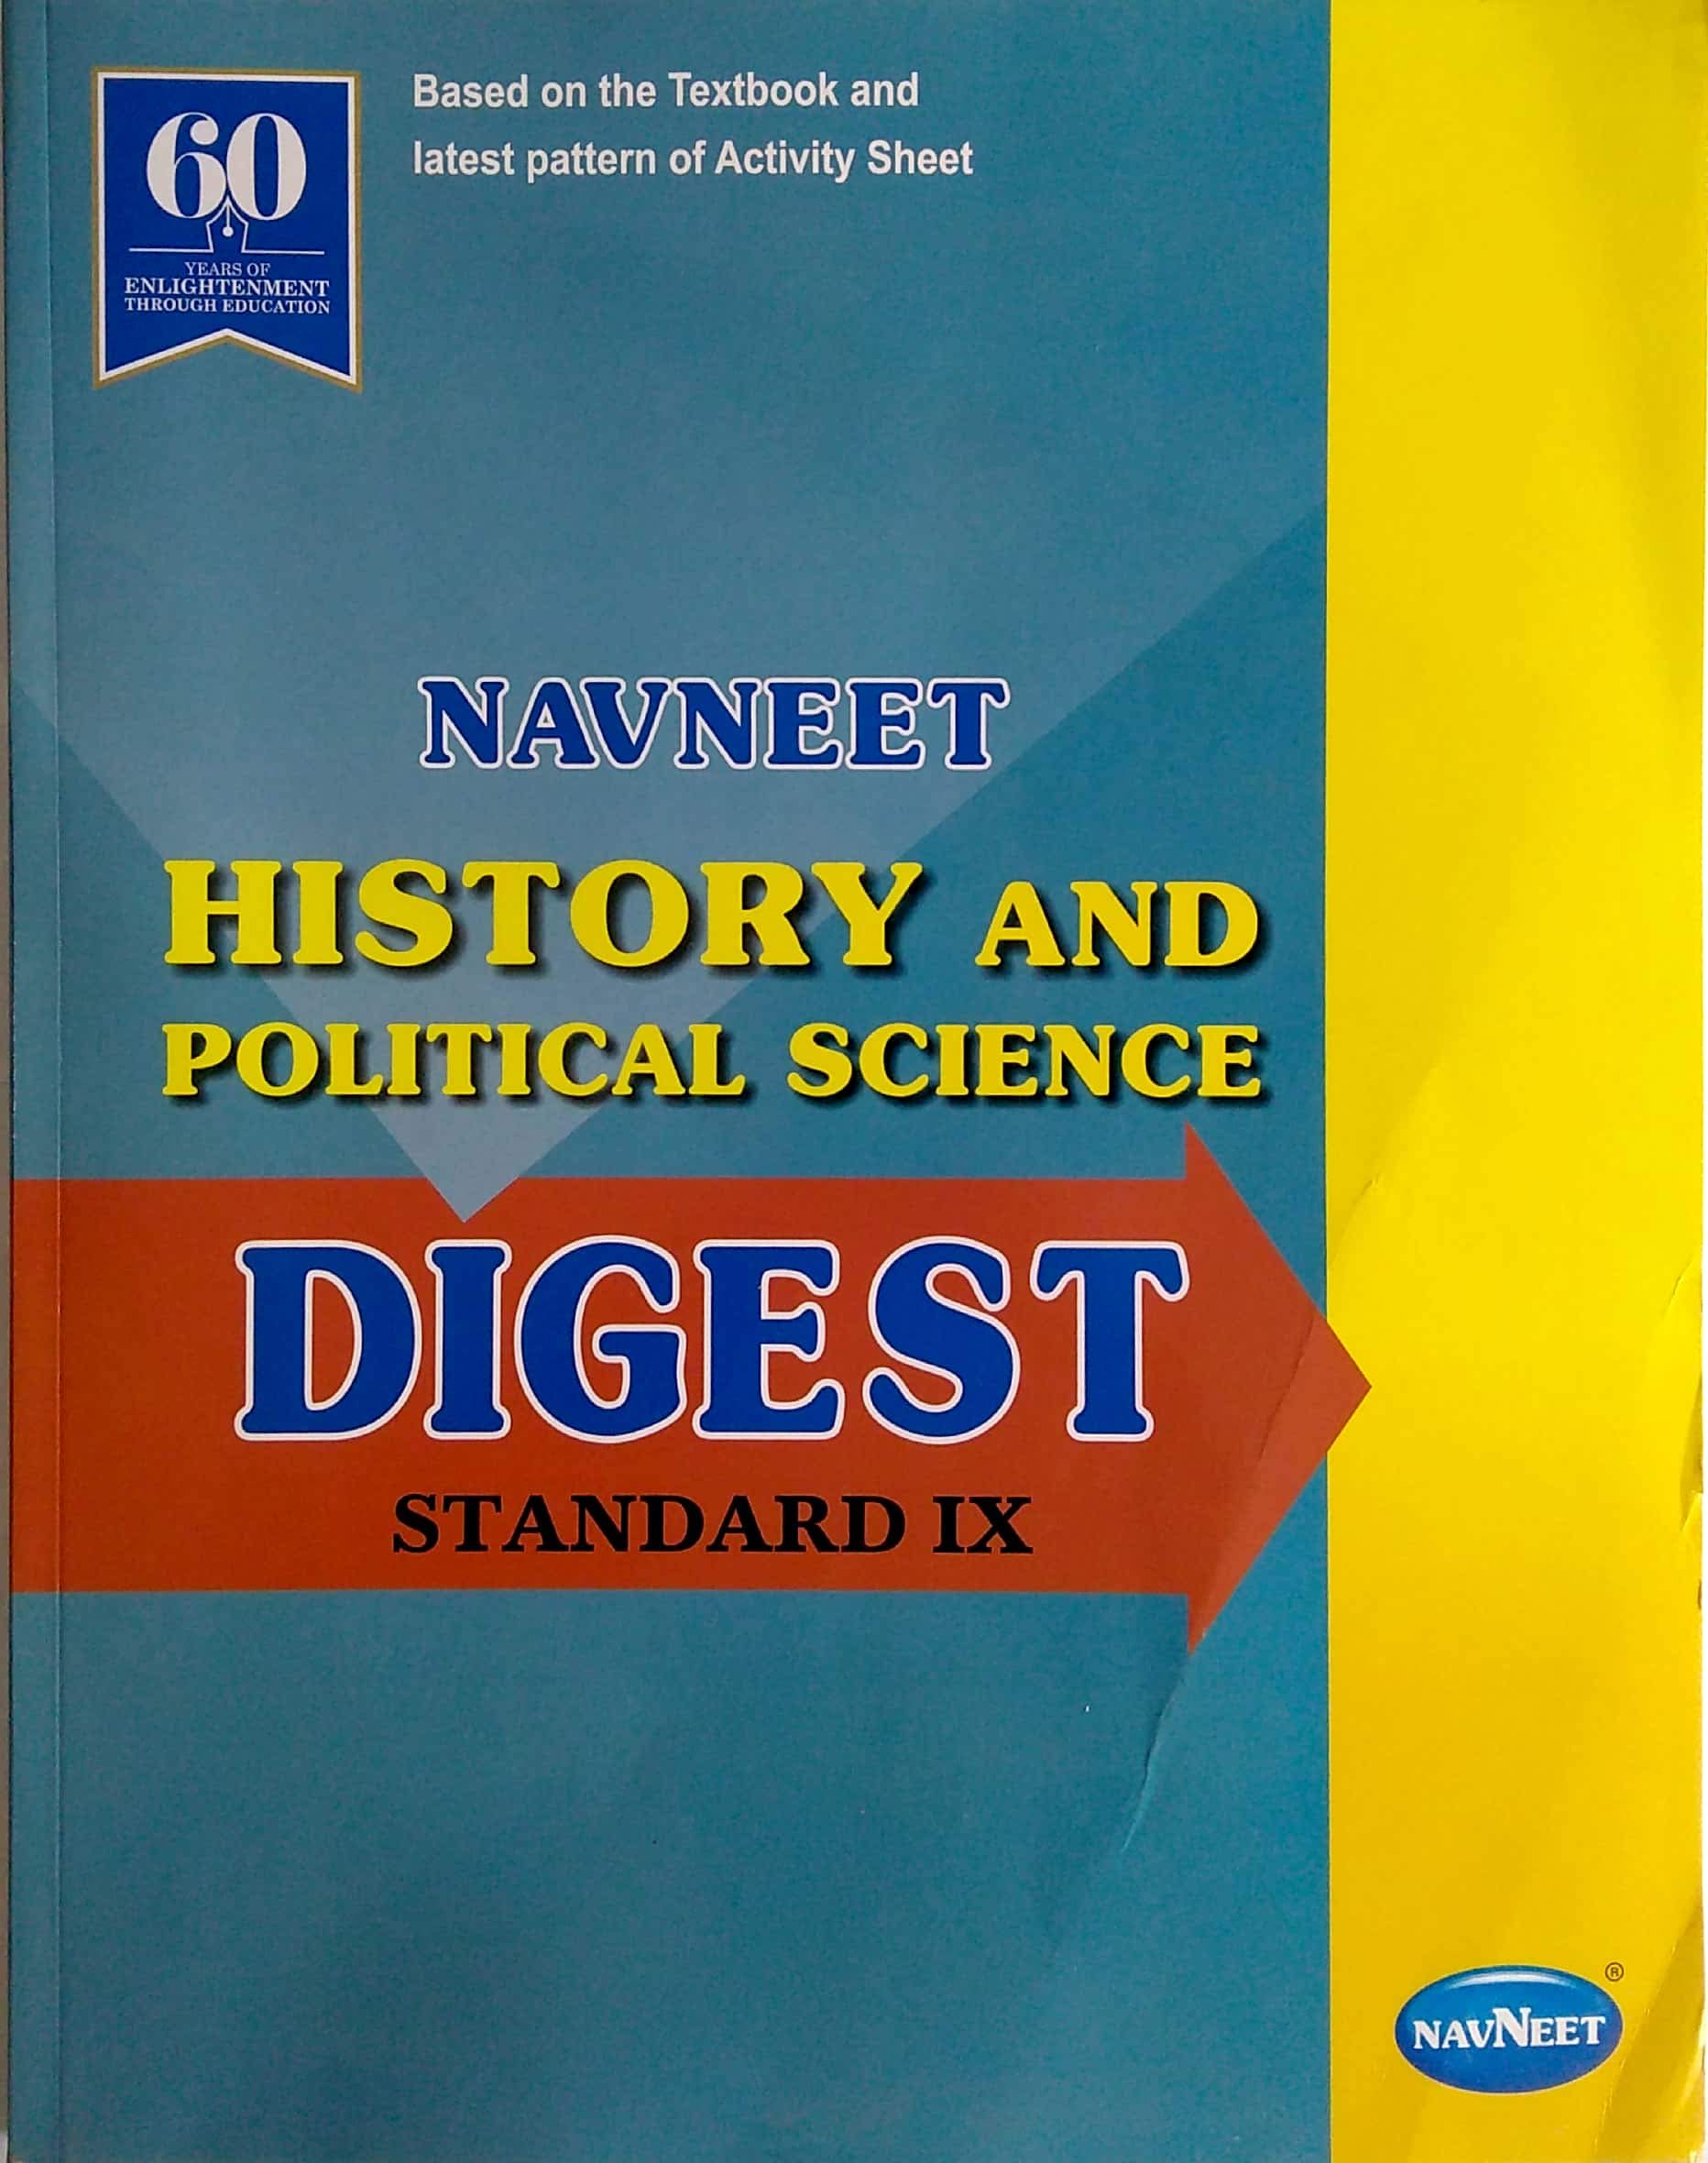 60
YEARS OF
ENLIGHTENMENT
THROUGH EDUCATION
Based on the Textbook and
latest pattern of Activity Sheet
NAVNEET
HISTORY AND
POLITICAL SCIENCE
DIGEST
STANDARD IX
NAVNEET ®